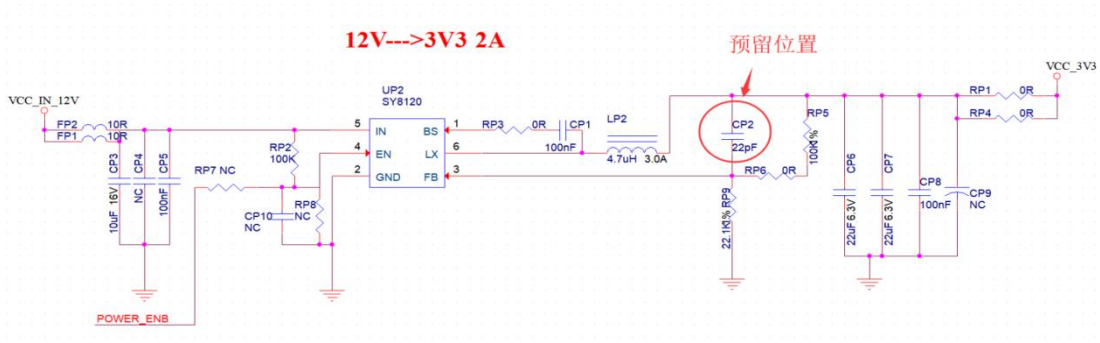 12V--->3V3 2A
预留位置
VCC_3V3
VCC_IN_12V
FP2 10R
FP1 10R
CP3
10uF 16V
CP4
NC
CP5
100nF
RP7 NC
RP2
100K
CP10
NC
RP8
NC
POWER_ENB
UP2
SY8120
5 IN BS 1
4 EN LX 6
2 GND FB 3
RP3 0R
CP1
100nF
LP2
4.7uH 3.0A
CP2
22pF
RP6 0R
RP9
22.1K1%
RP5
100K1%
CP6
22uF 6.3V
CP7
22uF 6.3V
CP8
100nF
CP9
NC
RP1 0R
RP4 0R